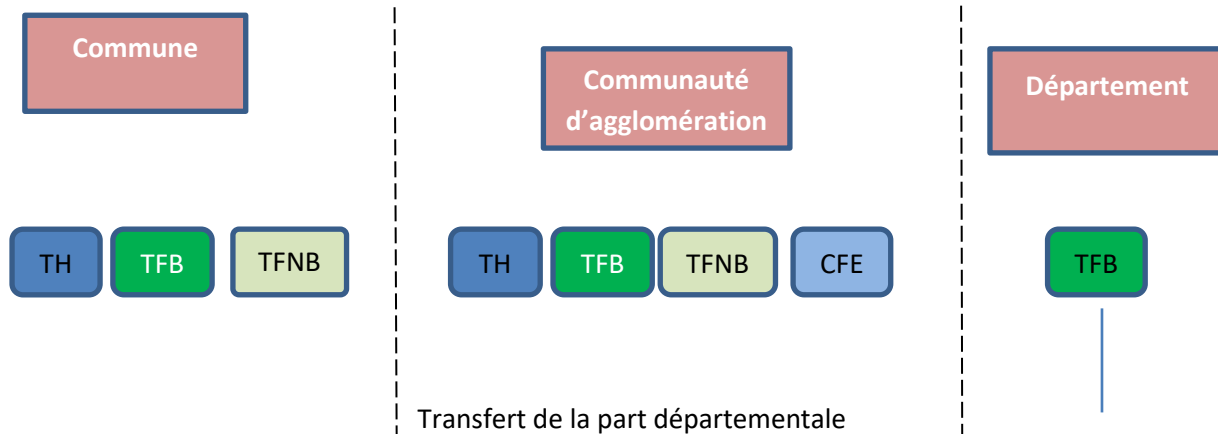 Commune
Communauté
d'agglomération
Département
TH
TFB
TFNB
TH
TFB
TFNB
CFE
TFB
Transfert de la part départementale